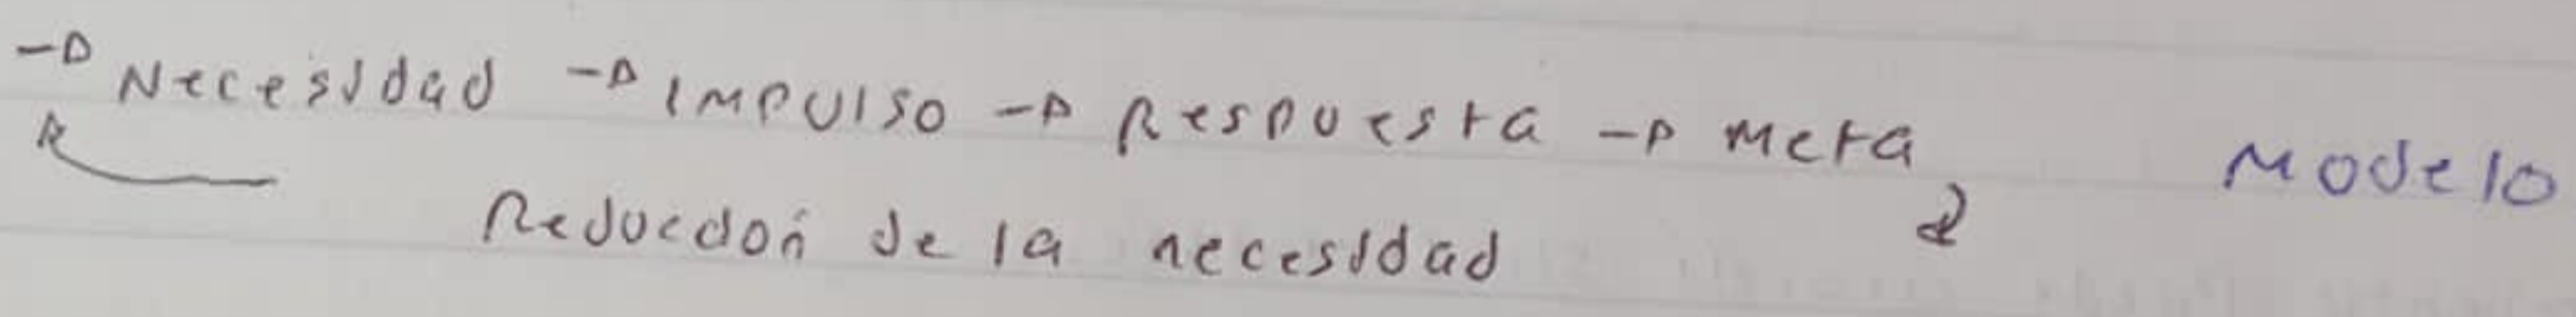 → Necesidad → Impulso → Respuesta → Meta Modelo
Reducción de la necesidad